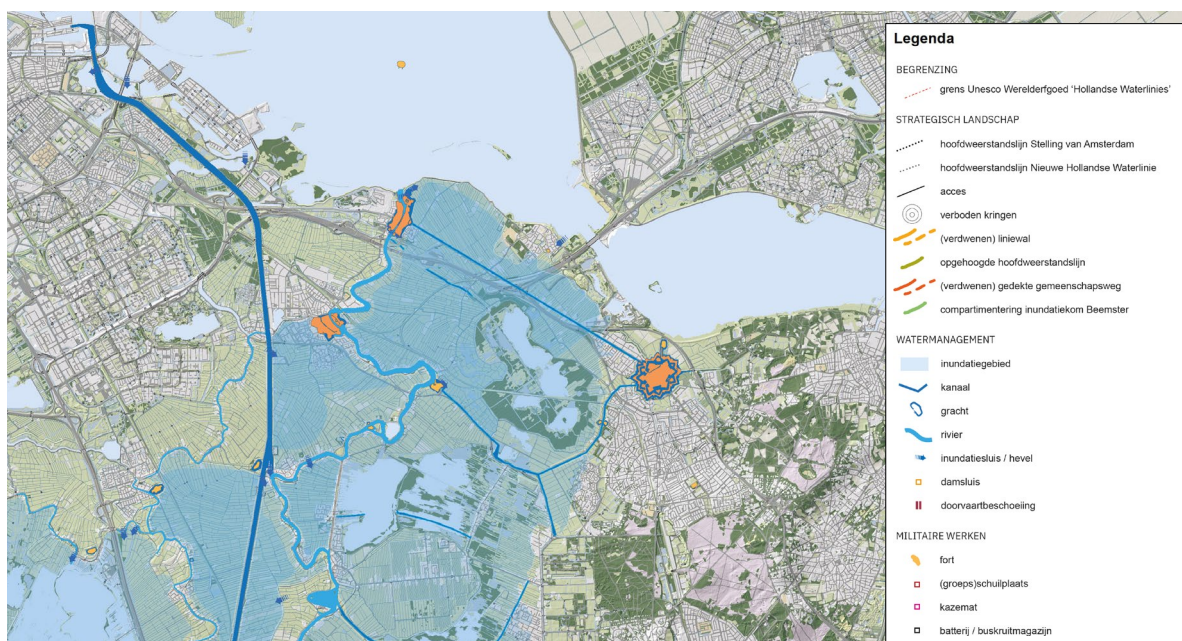 Legenda
BEGRENZING
grens Unesco Werelderfgoed 'Hollandse Waterlinies'
STRATEGISCH LANDSCHAP
hoofdweerstandslijn Stelling van Amsterdam
hoofdweerstandslijn Nieuwe Hollandse Waterlinie
acces
verboden kringen
(verdwenen) liniewal
opgehoogde hoofdweerstandslijn
(verdwenen) gedekte gemeenschapsweg
compartimentering inundatiekom Beemster
WATERMANAGEMENT
inundatiegebied
kanaal
gracht
rivier
inundatiesluis / hevel
damsluis
doorvaartbeschoeiing
MILITAIRE WERKEN
fort
(groeps)schuilplaats
kazemat
batterij / buskruitmagazijn